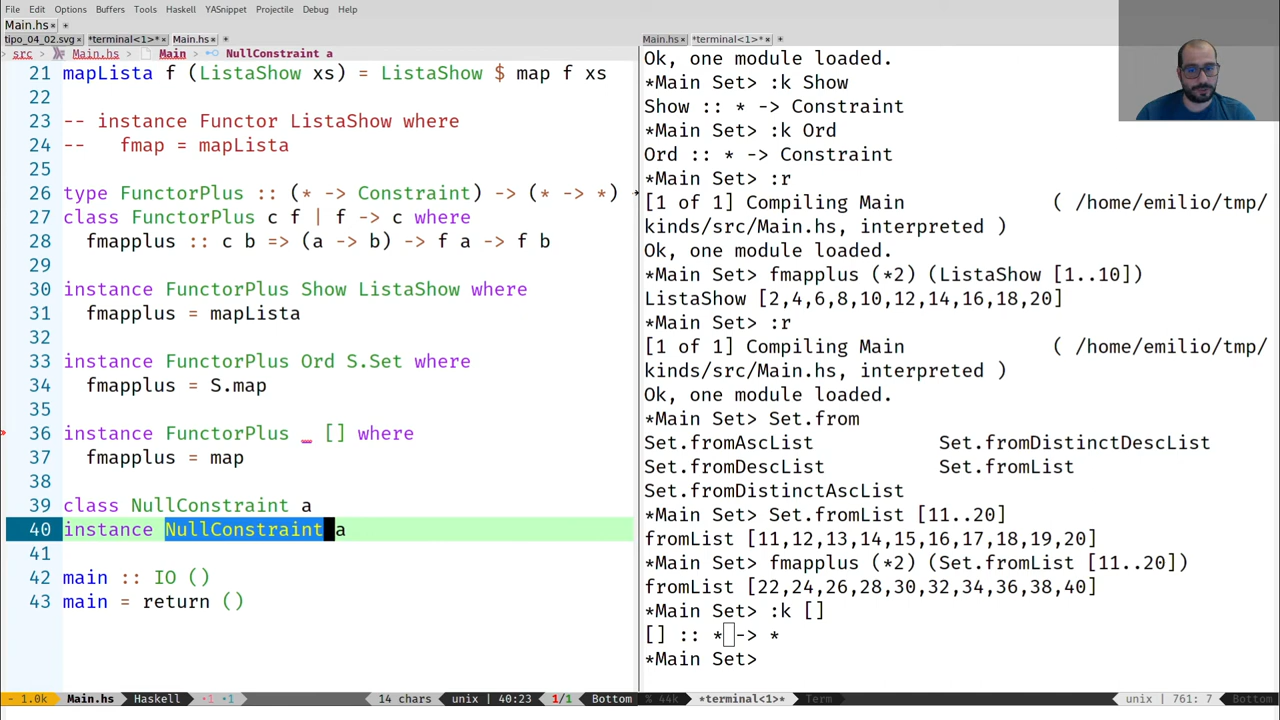 File Edit Options Buffers Tools Haskell YASnippet Projectile Debug Help
Main.hs
tipo_04_02.svg *terminal<1>* Main.hs
src > Main.hs > Main > NullConstraint a
21 mapLista f (ListaShow xs) = ListaShow $ map f xs
22
23 -- instance Functor ListaShow where
24 --   fmap = mapLista
25
26 type FunctorPlus :: (* -> Constraint) -> (* -> *)
27 class FunctorPlus c f | f -> c where
28   fmapplus :: c b => (a -> b) -> f a -> f b
29
30 instance FunctorPlus Show ListaShow where
31   fmapplus = mapLista
32
33 instance FunctorPlus Ord S.Set where
34   fmapplus = S.map
35
36 instance FunctorPlus _ [] where
37   fmapplus = map
38
39 class NullConstraint a
40 instance NullConstraint a
41
42 main :: IO ()
43 main = return ()
- 1.0k Main.hs Haskell •1 •1 14 chars unix | 40:23 1/1 Bottom
Main.hs *terminal<1>*
Ok, one module loaded.
*Main Set> :k Show
Show :: * -> Constraint
*Main Set> :k Ord
Ord :: * -> Constraint
*Main Set> :r
[1 of 1] Compiling Main             ( /home/emilio/tmp/
kinds/src/Main.hs, interpreted )
Ok, one module loaded.
*Main Set> fmapplus (*2) (ListaShow [1..10])
ListaShow [2,4,6,8,10,12,14,16,18,20]
*Main Set> :r
[1 of 1] Compiling Main             ( /home/emilio/tmp/
kinds/src/Main.hs, interpreted )
Ok, one module loaded.
*Main Set> Set.from
Set.fromAscList            Set.fromDistinctDescList
Set.fromDescList           Set.fromList
Set.fromDistinctAscList
*Main Set> Set.fromList [11..20]
fromList [11,12,13,14,15,16,17,18,19,20]
*Main Set> fmapplus (*2) (Set.fromList [11..20])
fromList [22,24,26,28,30,32,34,36,38,40]
*Main Set> :k []
[] :: * -> *
*Main Set>
% 44k *terminal<1>* Term unix | 761: 7 Bottom